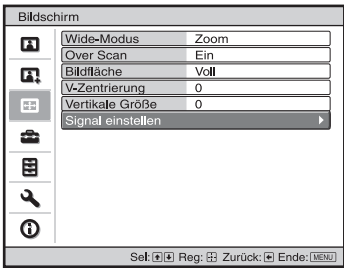 Bildschirm
Wide-Modus Zoom
Over Scan Ein
Bildfläche Voll
V-Zentrierung 0
Vertikale Größe 0
Signal einstellen
Sel: Reg: Zurück: Ende: MENU